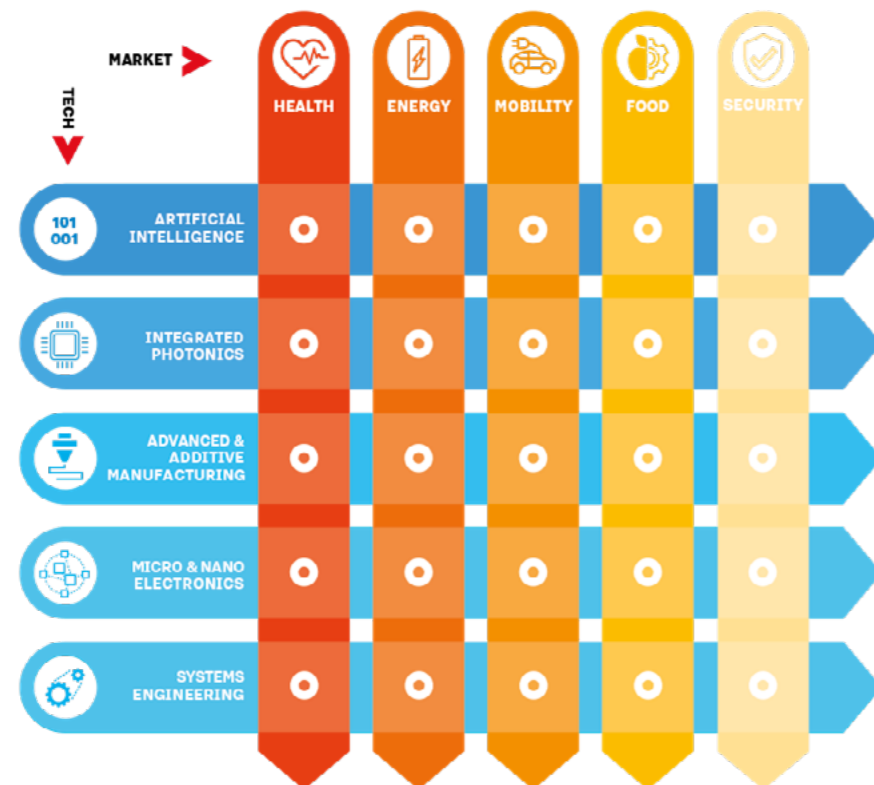 MARKET
TECH
HEALTH
ENERGY
MOBILITY
FOOD
SECURITY
101
001
ARTIFICIAL
INTELLIGENCE
INTEGRATED
PHOTONICS
ADVANCED &
ADDITIVE
MANUFACTURING
MICRO & NANO
ELECTRONICS
SYSTEMS
ENGINEERING